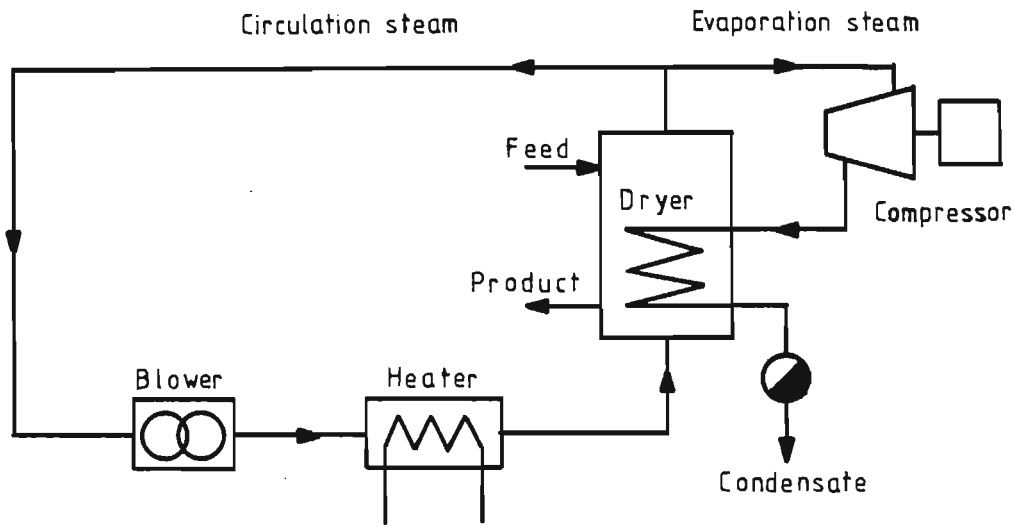 Circulation steam
Evaporation steam
Feed
Dryer
Compressor
Product
Blower
Heater
Condensate